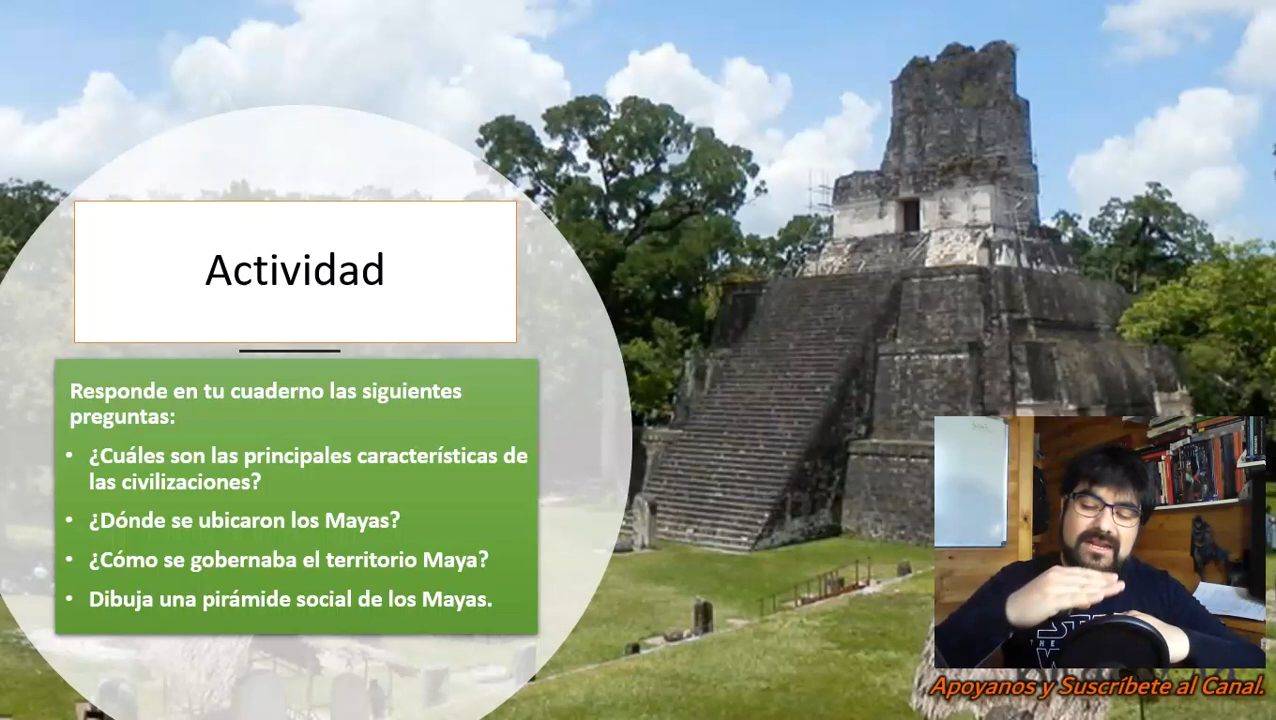 Actividad
Responde en tu cuaderno las siguientes
preguntas:
• ¿Cuáles son las principales características de
las civilizaciones?
• ¿Dónde se ubicaron los Mayas?
• ¿Cómo se gobernaba el territorio Maya?
• Dibuja una pirámide social de los Mayas.
THE
Apoyanos y Suscríbete al Canal.